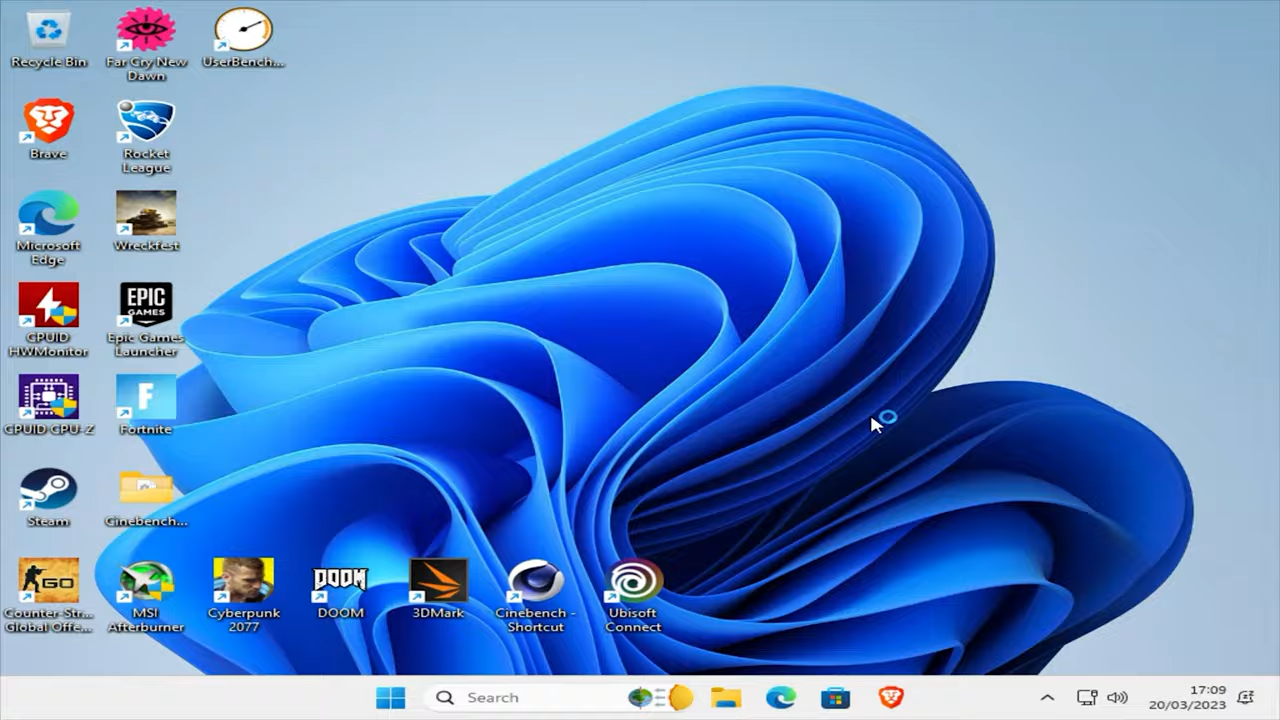 Recycle Bin
Far Cry New
Dawn
UserBench...
Brave
Rocket
League
Microsoft
Edge
Wreckfest
CPUID
HWMonitor
EPIC
GAMES
Epic Games
Launcher
CPUID CPU-Z
F
Fortnite
Steam
Cinebench...
GO
Counter-Str...
Global Offe...
MSI
Afterburner
Cyberpunk
2077
DOOM
DOOM
3DMark
Cinebench -
Shortcut
Ubisoft
Connect
Search
17:09
20/03/2023